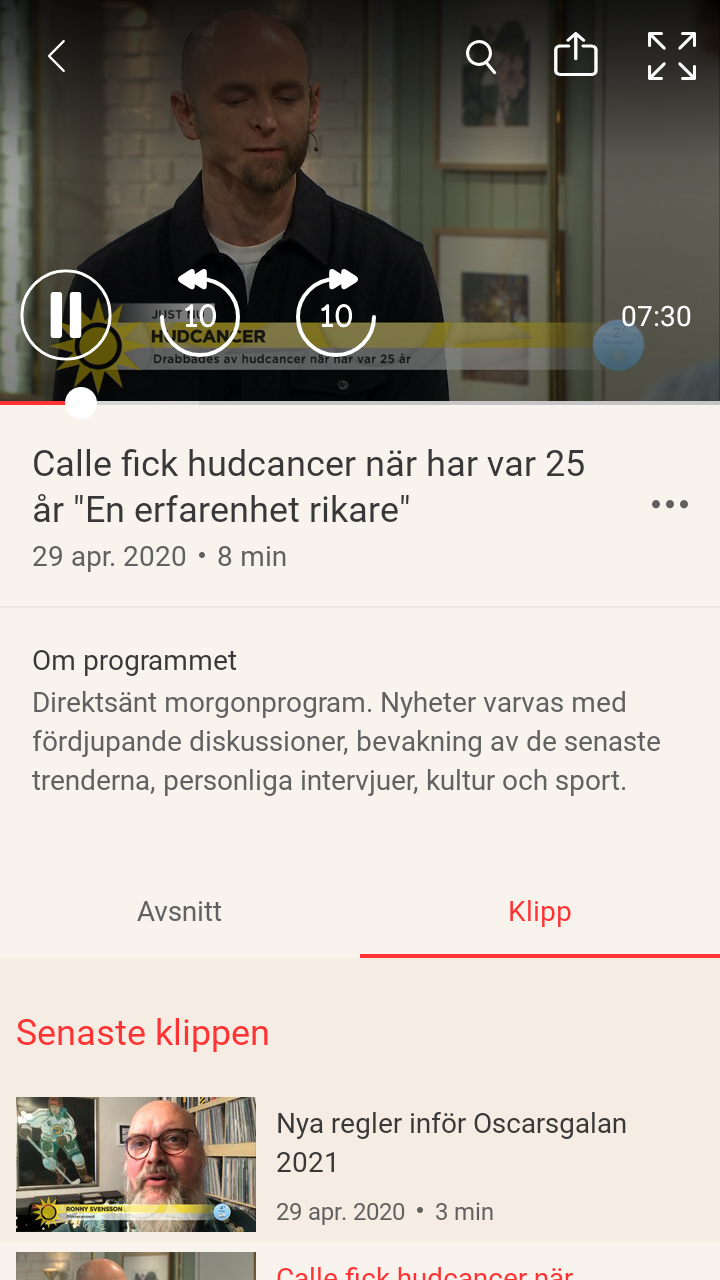 10
10
07:30
JUST NU
HUDCANCER
Drabbades av hudcancer när har var 25 år
Calle fick hudcancer när har var 25
år "En erfarenhet rikare"
29 apr. 2020 • 8 min
Om programmet
Direktsänt morgonprogram. Nyheter varvas med
fördjupande diskussioner, bevakning av de senaste
trenderna, personliga intervjuer, kultur och sport.
Avsnitt
Klipp
Senaste klippen
Nya regler inför Oscarsgalan
2021
29 apr. 2020 • 3 min
RONNY SVENSSON
Calle fick hudcancer när